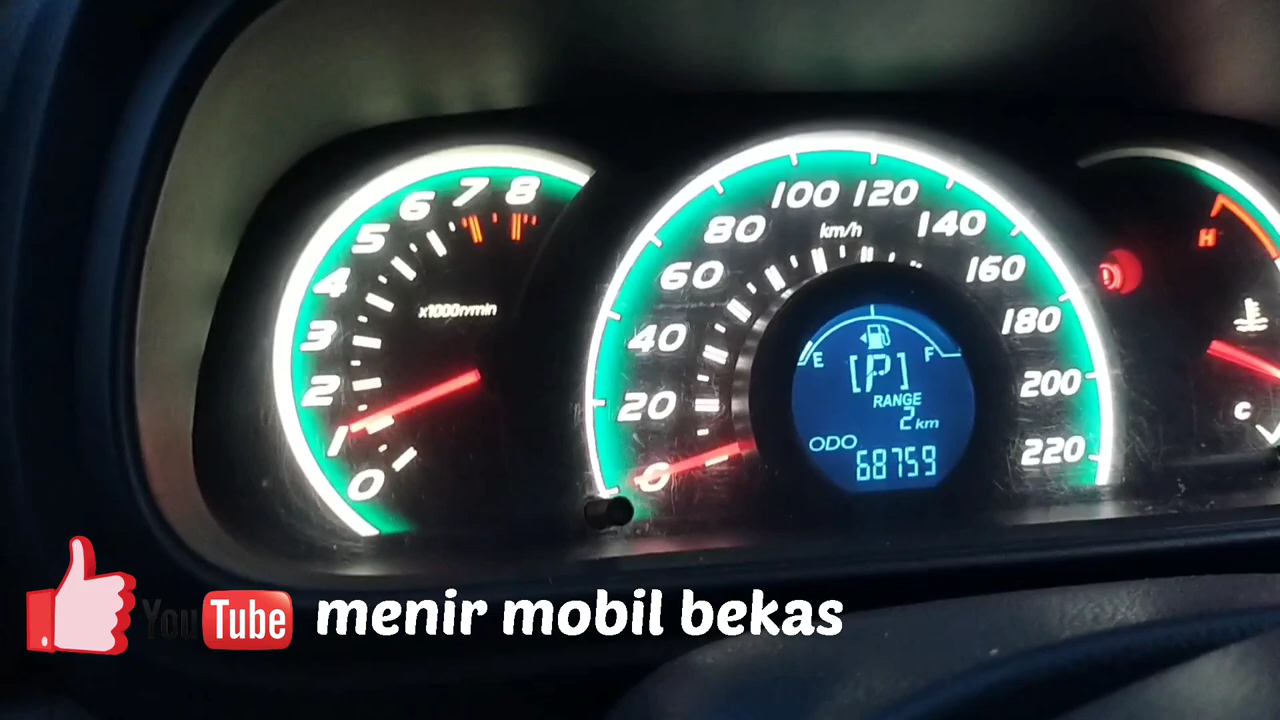 0 1 2 3 4 5 6 7 8
x1000r/min
0 20 40 60 80 100 120 140 160 180 200 220
km/h
E F
[P]
RANGE
2 km
ODO
68759
H
C
YouTube menir mobil bekas